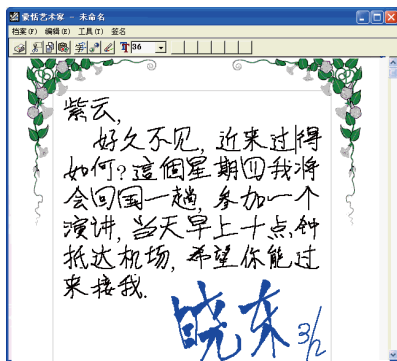 蒙恬艺术家 - 未命名
档案(F) 编辑(E) 工具(T) 签名
36
紫云,
好久不见, 近来过得
如何?這個星期四我将
会回国一趟, 参加一个
演讲, 当天早上十点钟
抵达机场, 希望你能过
来接我.
晓东 3/2